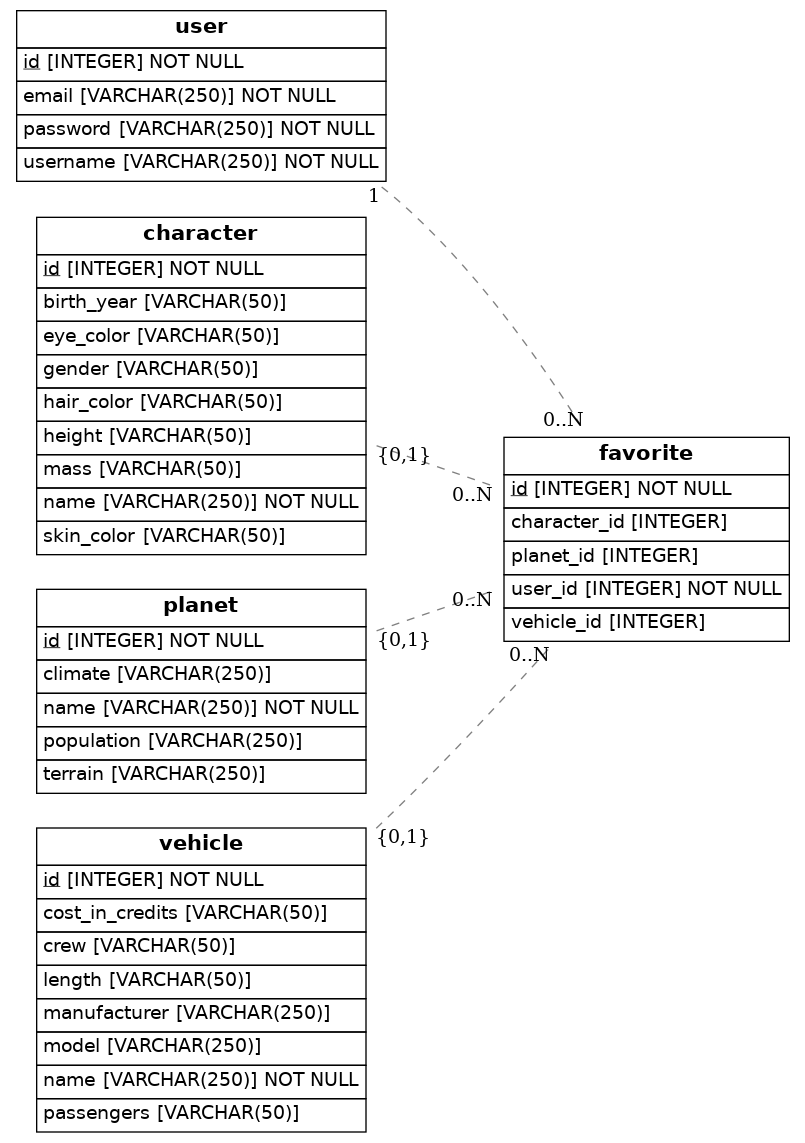 user
id [INTEGER] NOT NULL
email [VARCHAR(250)] NOT NULL
password [VARCHAR(250)] NOT NULL
username [VARCHAR(250)] NOT NULL
1
character
id [INTEGER] NOT NULL
birth_year [VARCHAR(50)]
eye_color [VARCHAR(50)]
gender [VARCHAR(50)]
hair_color [VARCHAR(50)]
height [VARCHAR(50)]
mass [VARCHAR(50)]
name [VARCHAR(250)] NOT NULL
skin_color [VARCHAR(50)]
{0,1}
0..N
0..N
favorite
id [INTEGER] NOT NULL
character_id [INTEGER]
planet_id [INTEGER]
user_id [INTEGER] NOT NULL
vehicle_id [INTEGER]
0..N
0..N
planet
id [INTEGER] NOT NULL
climate [VARCHAR(250)]
name [VARCHAR(250)] NOT NULL
population [VARCHAR(250)]
terrain [VARCHAR(250)]
{0,1}
vehicle
id [INTEGER] NOT NULL
cost_in_credits [VARCHAR(50)]
crew [VARCHAR(50)]
length [VARCHAR(50)]
manufacturer [VARCHAR(250)]
model [VARCHAR(250)]
name [VARCHAR(250)] NOT NULL
passengers [VARCHAR(50)]
{0,1}